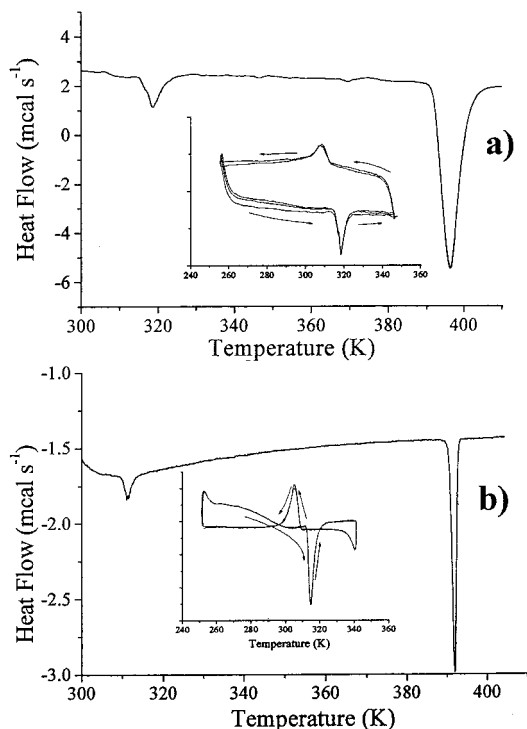 4
2
0
-2
-4
-6
Heat Flow (mcal s⁻¹)
a)
240 260 280 300 320 340 360
300 320 340 360 380 400
Temperature (K)
-1.0
-1.5
-2.0
-2.5
-3.0
Heat Flow (mcal s⁻¹)
b)
240 260 280 300 320 340 360
Temperature (K)
300 320 340 360 380 400
Temperature (K)